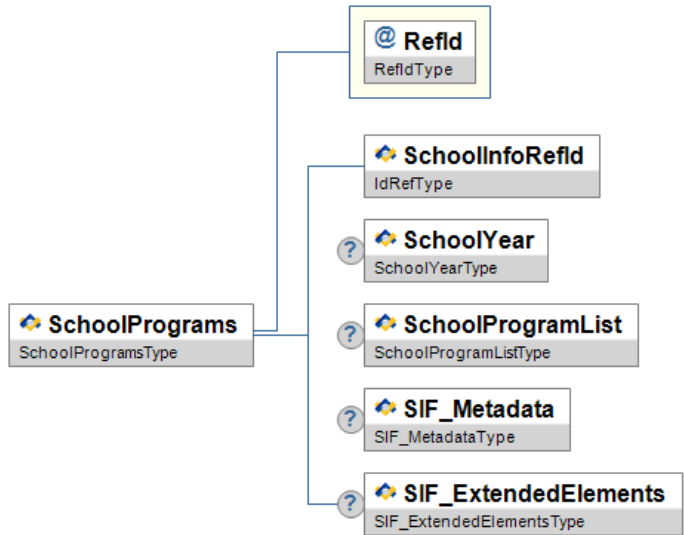 @ RefId
RefIdType
SchoolInfoRefId
IdRefType
? SchoolYear
SchoolYearType
SchoolPrograms
SchoolProgramsType
? SchoolProgramList
SchoolProgramListType
? SIF_Metadata
SIF_MetadataType
? SIF_ExtendedElements
SIF_ExtendedElementsType